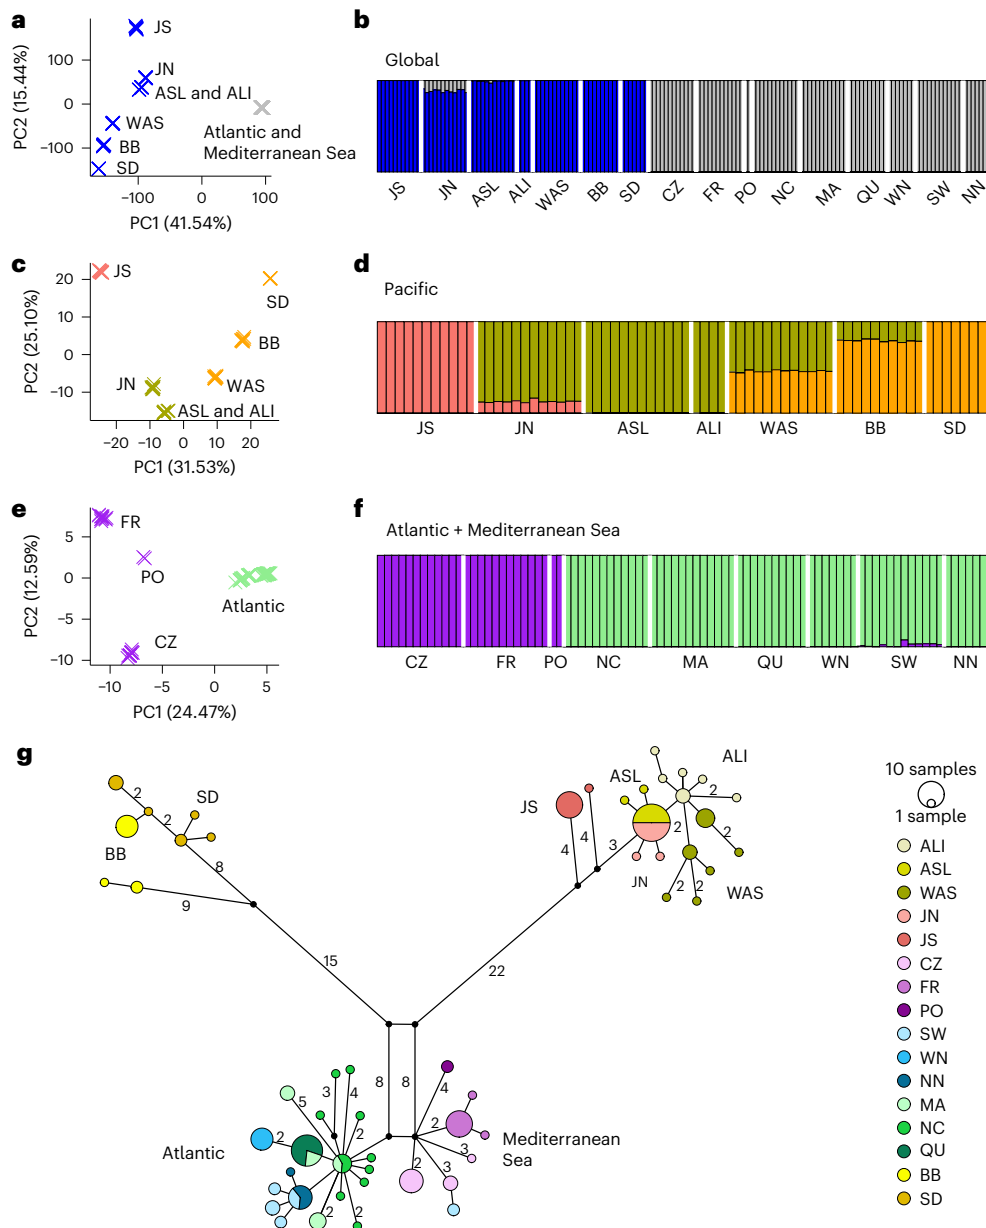 a
JS
JN
ASL and ALI
WAS
BB
SD
Atlantic and
Mediterranean Sea
100
0
−100
PC2 (15.44%)
−100
0
100
PC1 (41.54%)
b
Global
JS
JN
ASL
ALI
WAS
BB
SD
CZ
FR
PO
NC
MA
QU
WN
SW
NN
c
JS
SD
BB
WAS
JN
ASL and ALI
20
10
0
−10
PC2 (25.10%)
−20
−10
0
10
20
PC1 (31.53%)
d
Pacific
JS
JN
ASL
ALI
WAS
BB
SD
e
FR
PO
Atlantic
CZ
5
0
−5
−10
PC2 (12.59%)
−10
−5
0
5
PC1 (24.47%)
f
Atlantic + Mediterranean Sea
CZ
FR
PO
NC
MA
QU
WN
SW
NN
g
2
SD
2
BB
8
9
15
JS
ASL
ALI
2
2
2
4
4
3
JN
2
2
WAS
22
8
8
3
4
5
2
2
2
2
Atlantic
4
2
3
2
3
Mediterranean
Sea
10 samples
1 sample
ALI
ASL
WAS
JN
JS
CZ
FR
PO
SW
WN
NN
MA
NC
QU
BB
SD